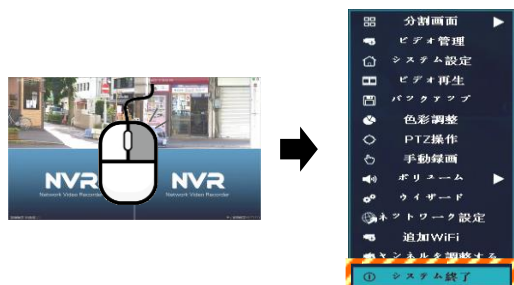 NVR
Network Video Recorder
NVR
Network Video Recorder
分割画面
ビデオ管理
システム設定
ビデオ再生
バックアップ
色彩調整
PTZ操作
手動録画
ボリューム
ウイザード
ネットワーク設定
追加WiFi
チャンネルを調整する
システム終了